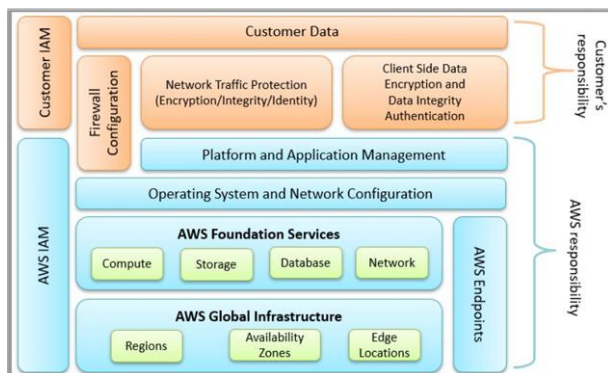 Customer IAM
Customer Data
Customer's
responsibility
Firewall
Configuration
Network Traffic Protection
(Encryption/Integrity/Identity)
Client Side Data
Encryption and
Data Integrity
Authentication
Platform and Application Management
Operating System and Network Configuration
AWS IAM
AWS Foundation Services
Compute
Storage
Database
Network
AWS Endpoints
AWS responsibility
AWS Global Infrastructure
Regions
Availability
Zones
Edge
Locations